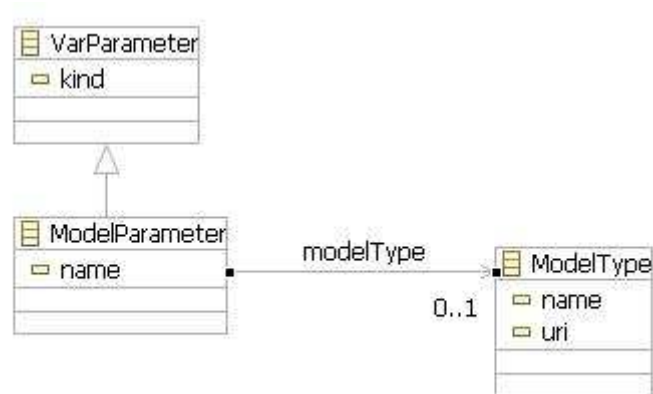 VarParameter
kind
ModelParameter
name
modelType
0..1
ModelType
name
uri